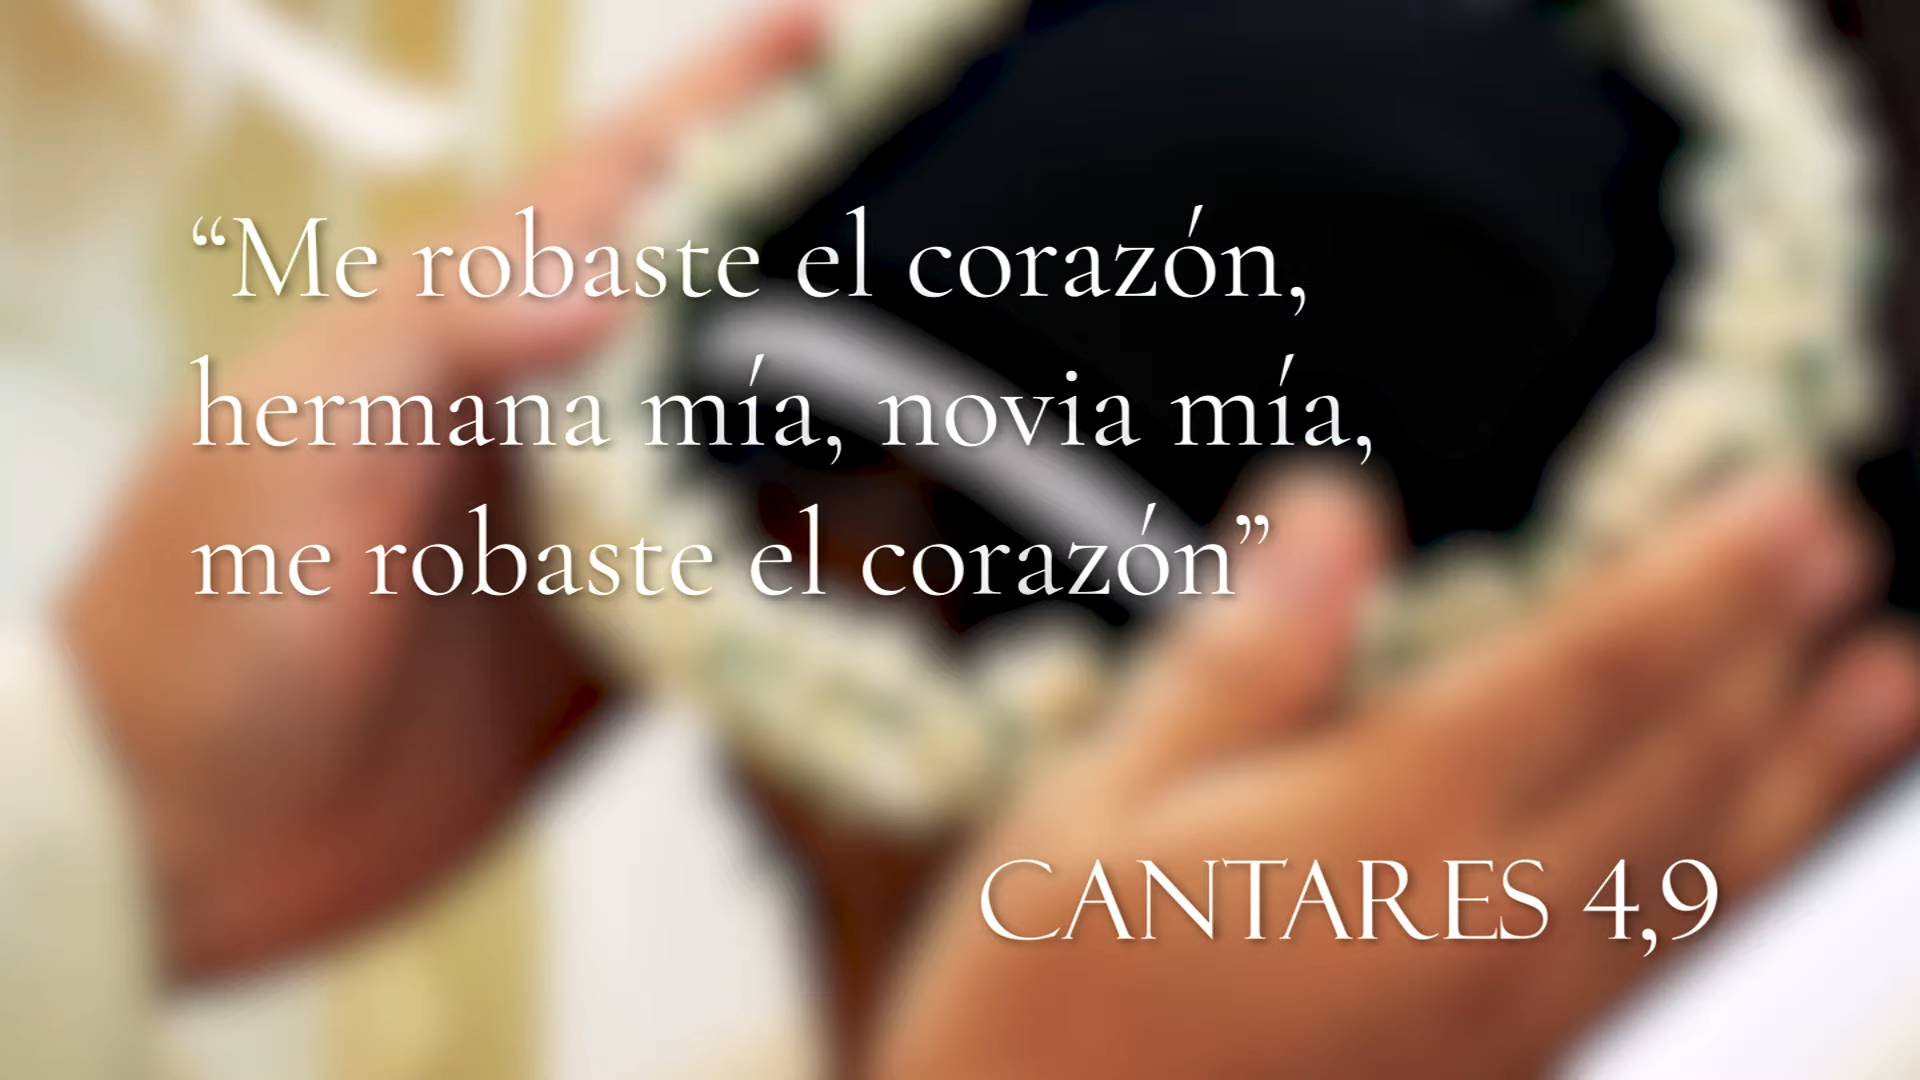 “Me robaste el corazón,
hermana mía, novia mía,
me robaste el corazón”
CANTARES 4,9